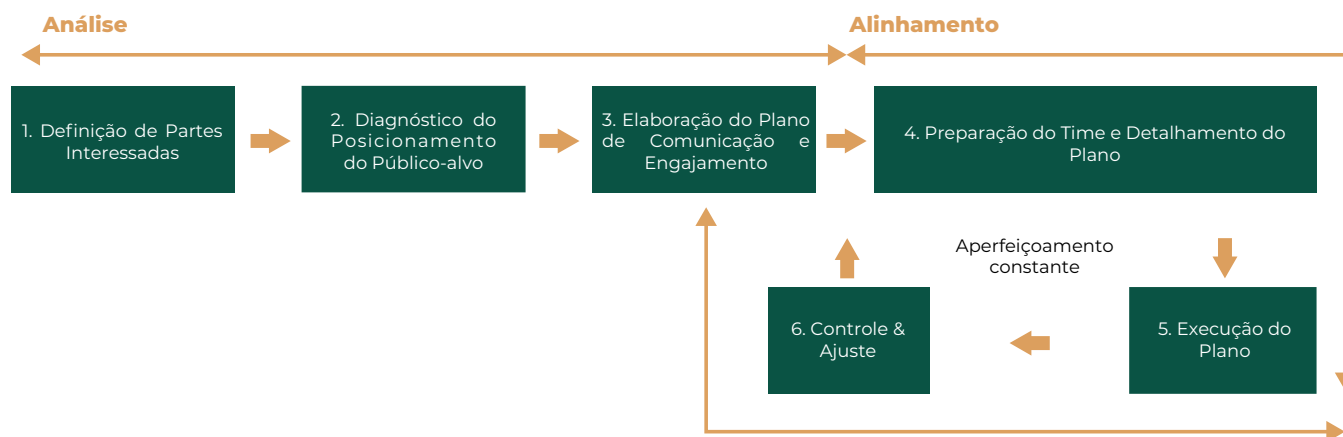 Análise
Alinhamento
1. Definição de Partes
Interessadas
2. Diagnóstico do
Posicionamento
do Público-alvo
3. Elaboração do Plano
de Comunicação e
Engajamento
4. Preparação do Time e Detalhamento do
Plano
Aperfeiçoamento
constante
6. Controle &
Ajuste
5. Execução do
Plano